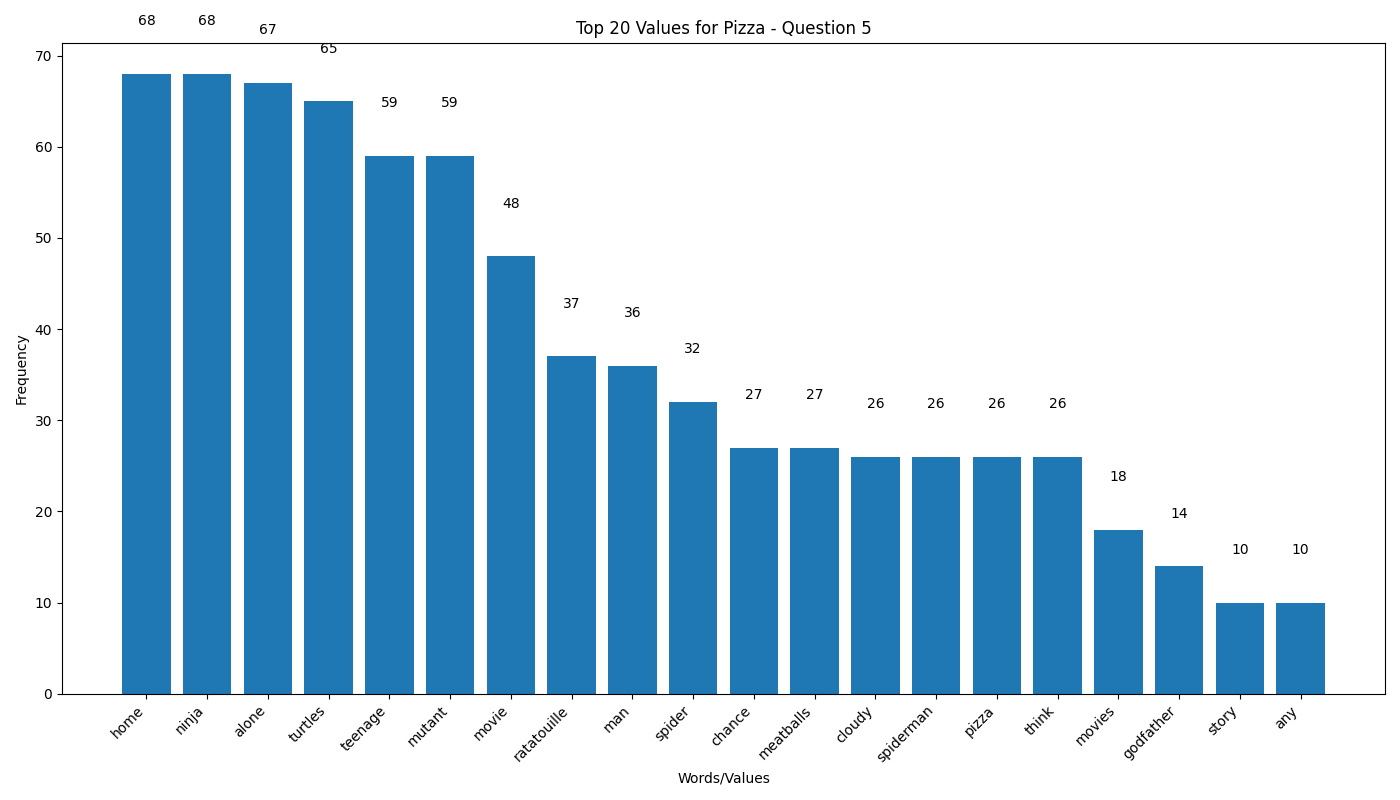 Top 20 Values for Pizza - Question 5
68
68
67
65
59
59
48
37
36
32
27
27
26
26
26
26
18
14
10
10
70
60
50
40
30
20
10
0
Frequency
home
ninja
alone
turtles
teenage
mutant
movie
ratatouille
man
spider
chance
meatballs
cloudy
spiderman
pizza
think
movies
godfather
story
any
Words/Values